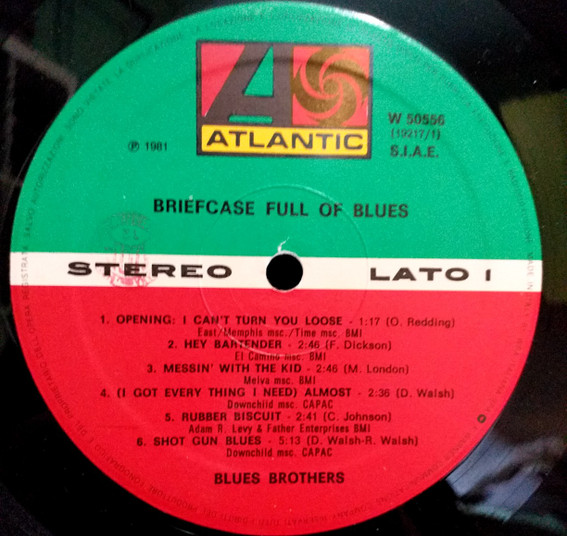 ATLANTIC
W 50556
(19217/1)
℗ 1981
S.I.A.E.
BRIEFCASE FULL OF BLUES
STEREO LATO 1
1. OPENING: I CAN'T TURN YOU LOOSE - 1:17 (O. Redding)
East/Memphis msc./Time msc. BMI
2. HEY BARTENDER - 2:46 (F. Dickson)
El Camino msc. BMI
3. MESSIN' WITH THE KID - 2:46 (M. London)
Melva msc. BMI
4. (I GOT EVERY THING I NEED) ALMOST - 2:36 (D. Walsh)
Downchild msc. CAPAC
5. RUBBER BISCUIT - 2:41 (C. Johnson)
Adam R. Levy & Father Enterprises BMI
6. SHOT GUN BLUES - 5:13 (D. Walsh-R. Walsh)
Downchild msc. CAPAC
BLUES BROTHERS